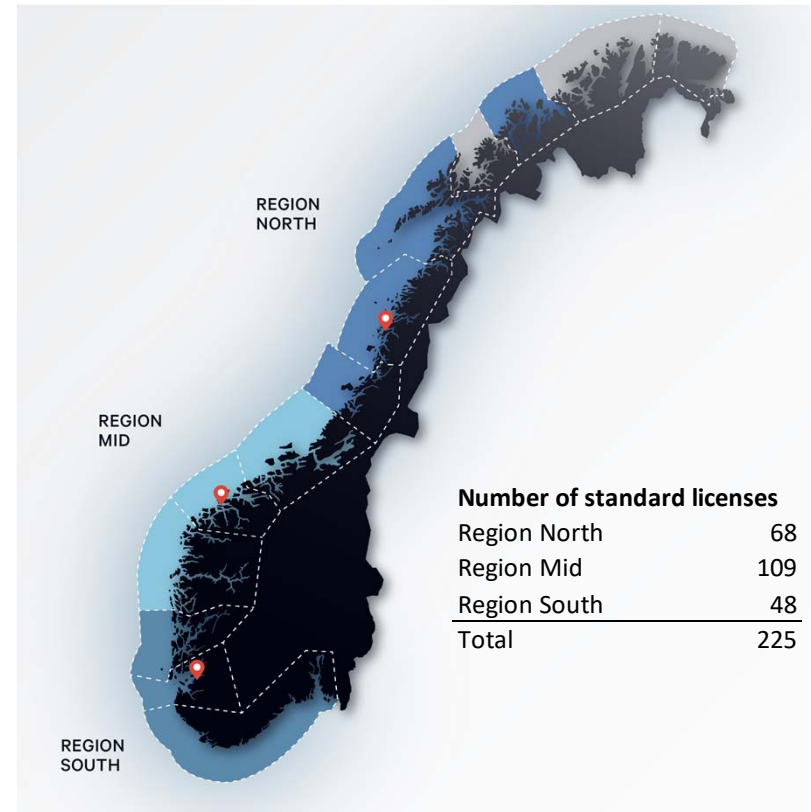 REGION
NORTH
REGION
MID
REGION
SOUTH
Number of standard licenses
Region North 68
Region Mid 109
Region South 48
Total 225